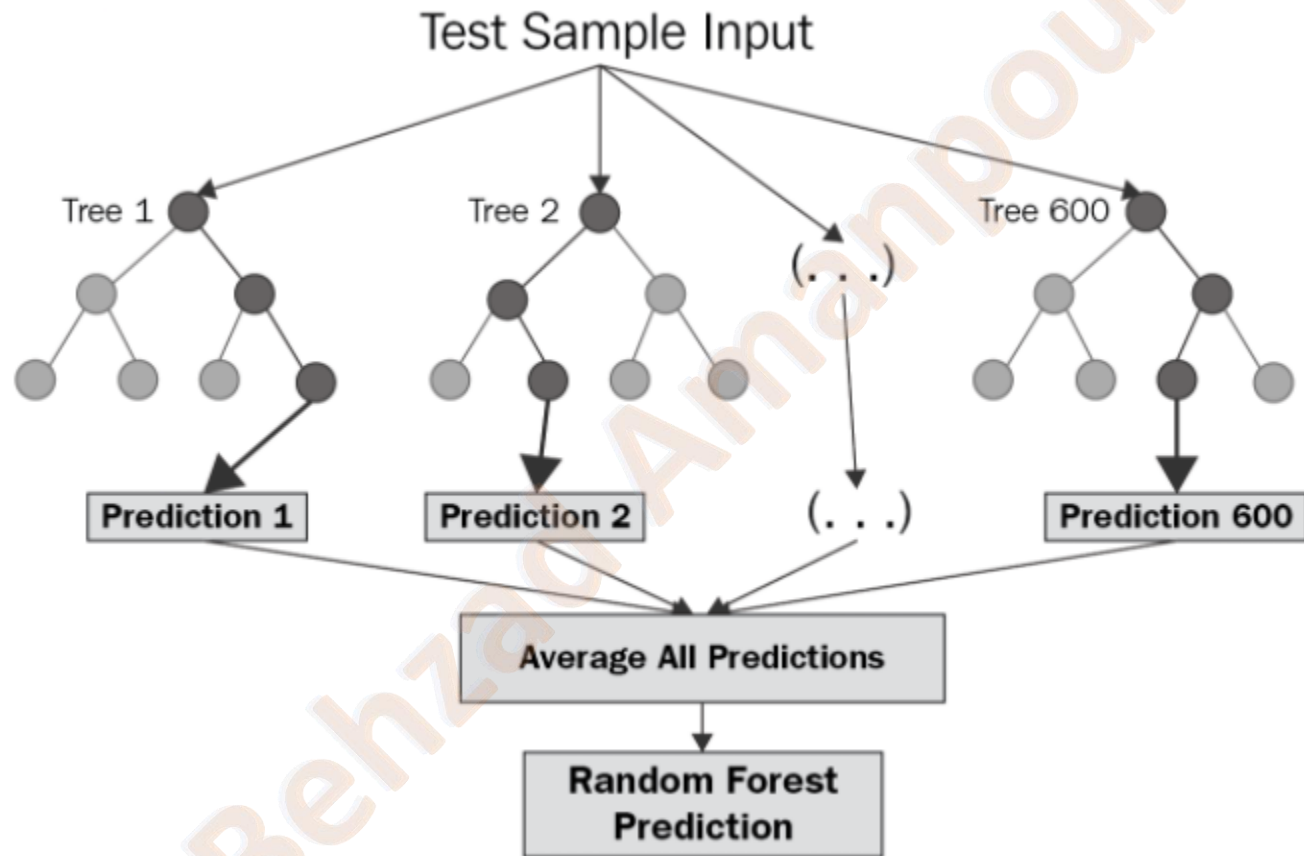 Test Sample Input
Tree 1
Tree 2
Tree 600
(. . .)
Prediction 1
Prediction 2
(. . .)
Prediction 600
Average All Predictions
Random Forest
Prediction
Behzad Amanpour